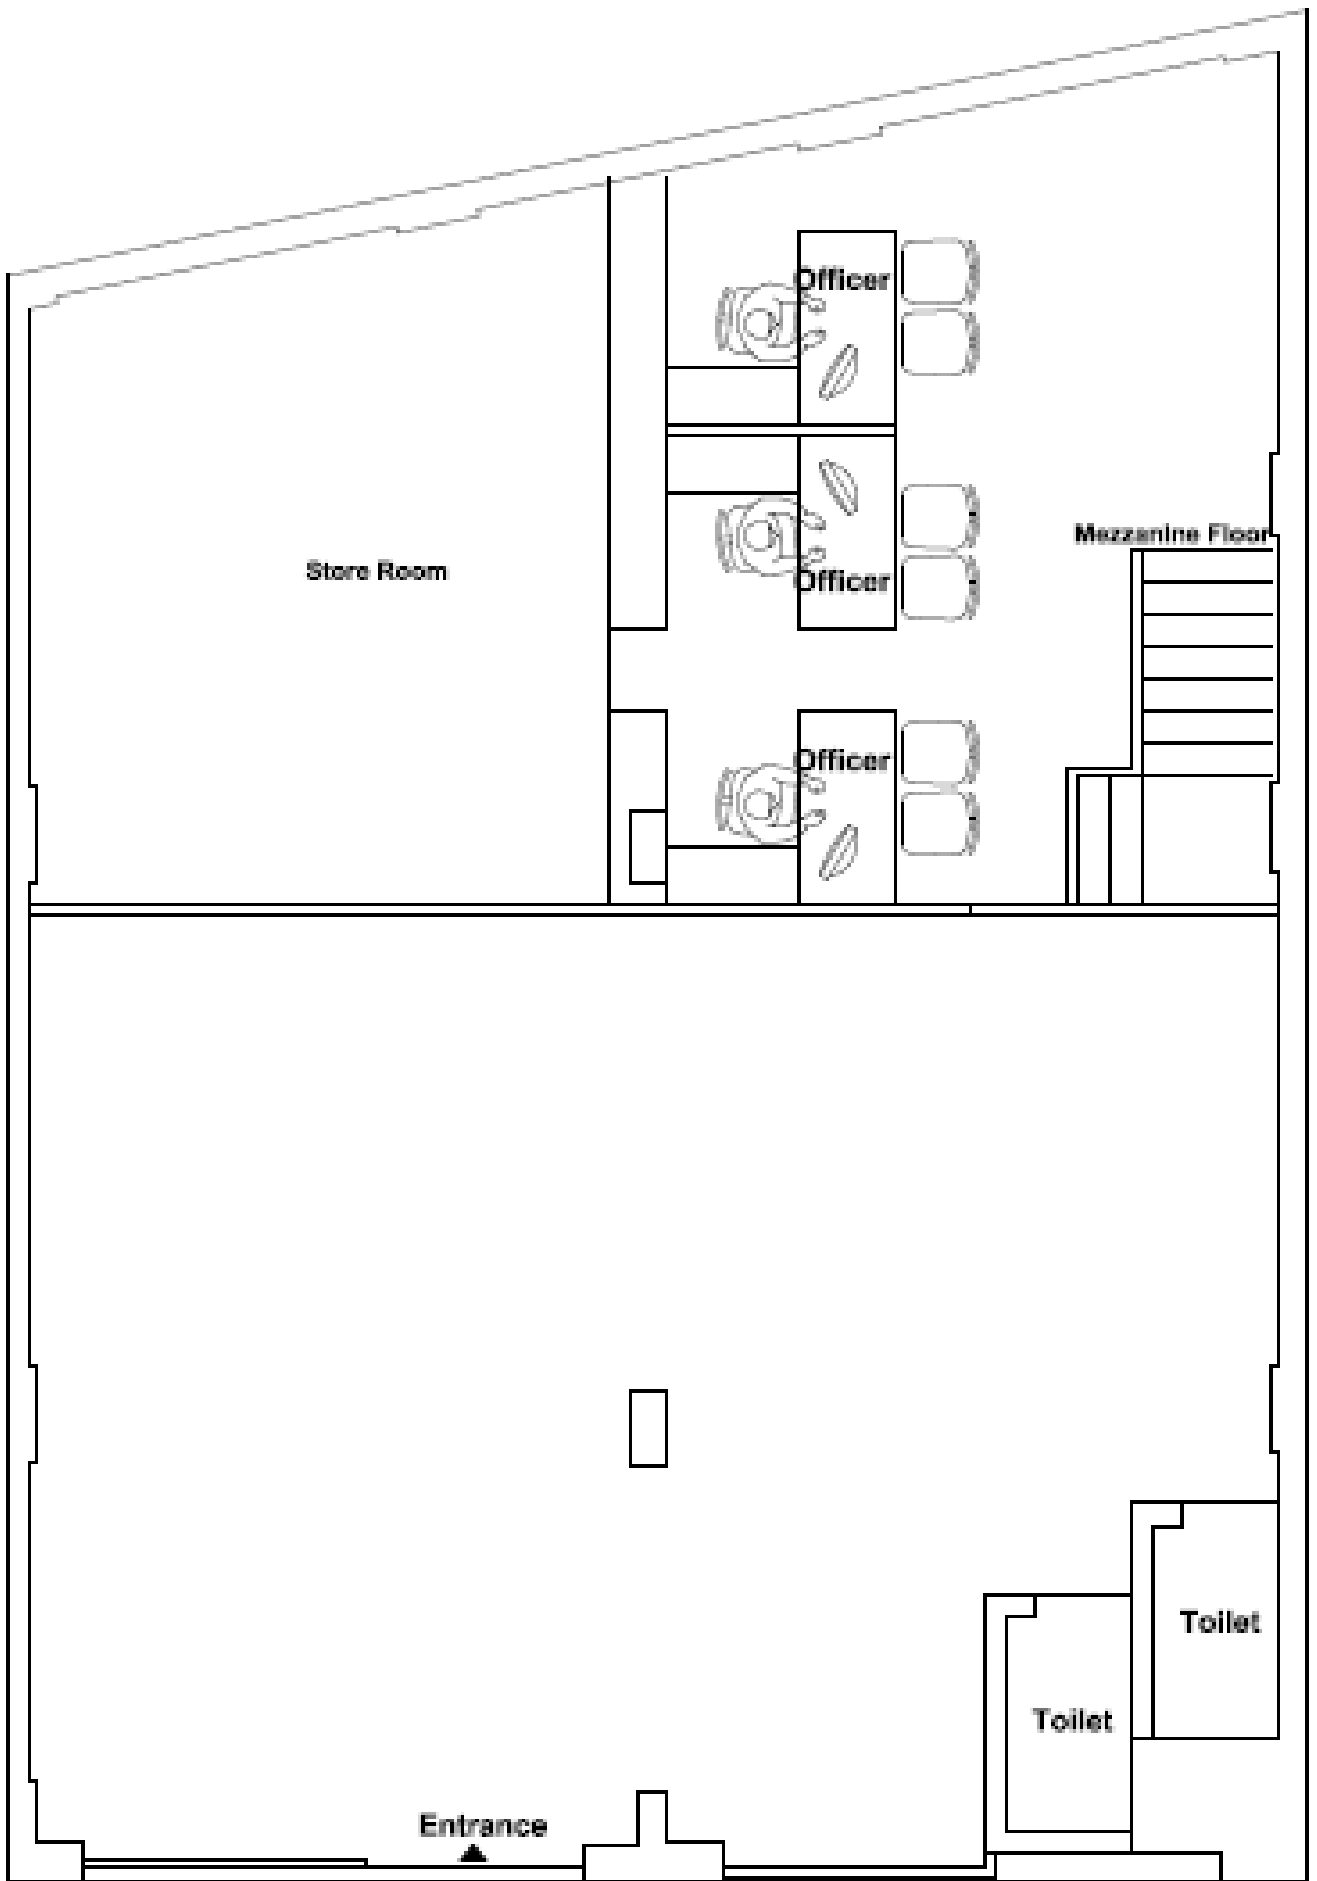 Officer
Mezzanine Floor
Store Room
Officer
Officer
Toilet
Toilet
Entrance